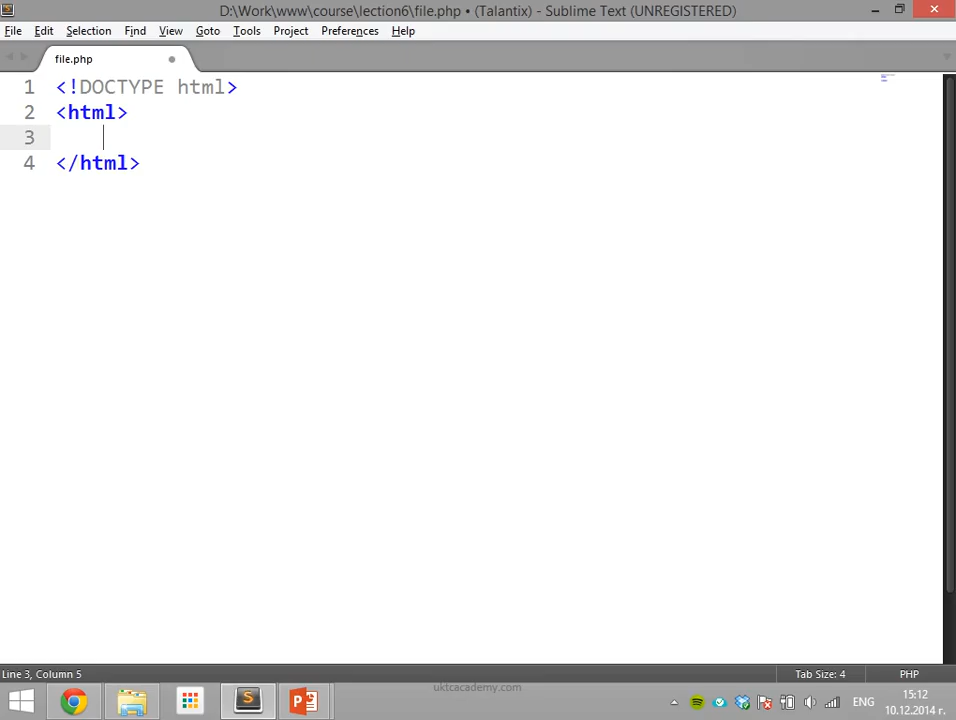 D:\Work\www\course\lection6\file.php • (Talantix) - Sublime Text (UNREGISTERED)
File Edit Selection Find View Goto Tools Project Preferences Help
file.php
1 <!DOCTYPE html>
2 <html>
3
4 </html>
Line 3, Column 5 Tab Size: 4 PHP
uktcacademy.com
ENG 15:12
10.12.2014 г.